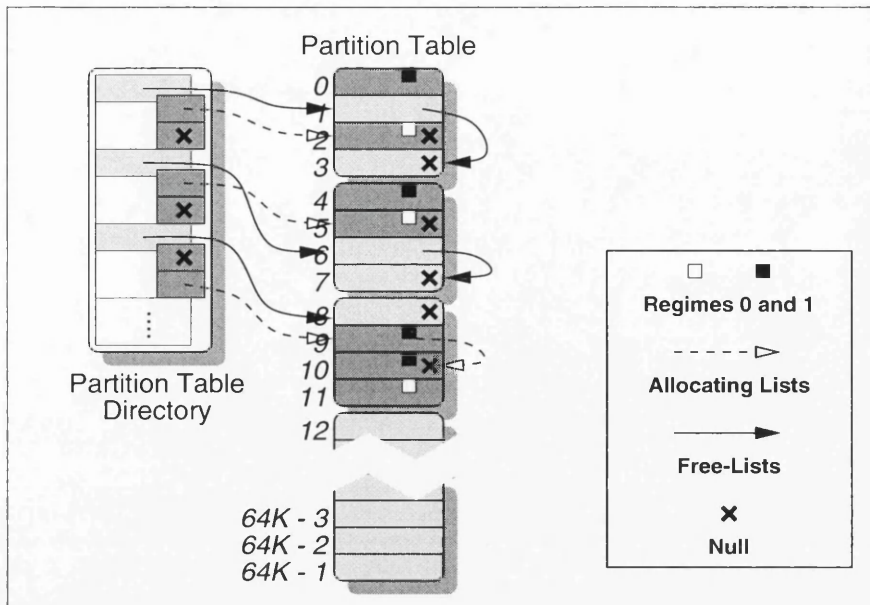 Partition Table
0
1
2
3
4
5
6
7
8
9
10
11
12
64K - 3
64K - 2
64K - 1
Partition Table
Directory
Regimes 0 and 1
Allocating Lists
Free-Lists
Null